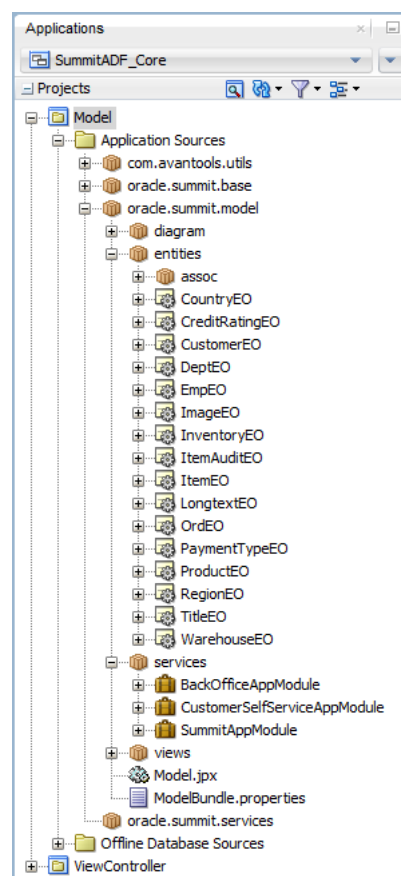 Applications
SummitADF_Core
Projects
Model
Application Sources
com.avantools.utils
oracle.summit.base
oracle.summit.model
diagram
entities
assoc
CountryEO
CreditRatingEO
CustomerEO
DeptEO
EmpEO
ImageEO
InventoryEO
ItemAuditEO
ItemEO
LongtextEO
OrdEO
PaymentTypeEO
ProductEO
RegionEO
TitleEO
WarehouseEO
services
BackOfficeAppModule
CustomerSelfServiceAppModule
SummitAppModule
views
Model.jpx
ModelBundle.properties
oracle.summit.services
Offline Database Sources
ViewController